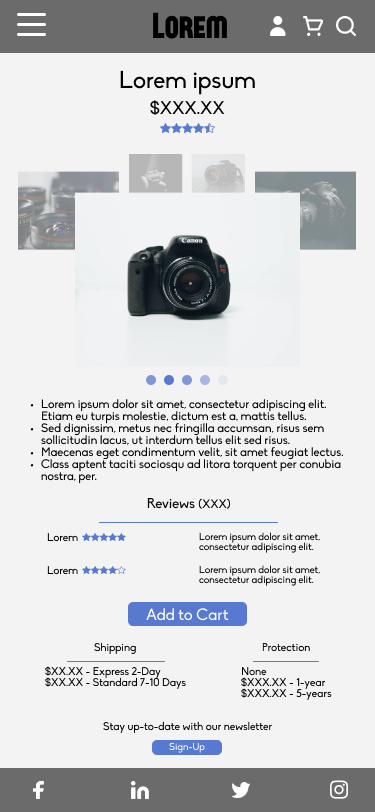 LOREM
Lorem ipsum
$XXX.XX
Canon
• Lorem ipsum dolor sit amet, consectetur adipiscing elit.
Etiam eu turpis molestie, dictum est a, mattis tellus.
• Sed dignissim, metus nec fringilla accumsan, risus sem
sollicitudin lacus, ut interdum tellus elit sed risus.
• Maecenas eget condimentum velit, sit amet feugiat lectus.
• Class aptent taciti sociosqu ad litora torquent per conubia
nostra, per.
Reviews (XXX)
Lorem
Lorem ipsum dolor sit amet,
consectetur adipiscing elit.
Lorem
Lorem ipsum dolor sit amet,
consectetur adipiscing elit.
Add to Cart
Shipping
$XX.XX - Express 2-Day
$XX.XX - Standard 7-10 Days
Protection
None
$XXX.XX - 1-year
$XXX.XX - 5-years
Stay up-to-date with our newsletter
Sign-Up